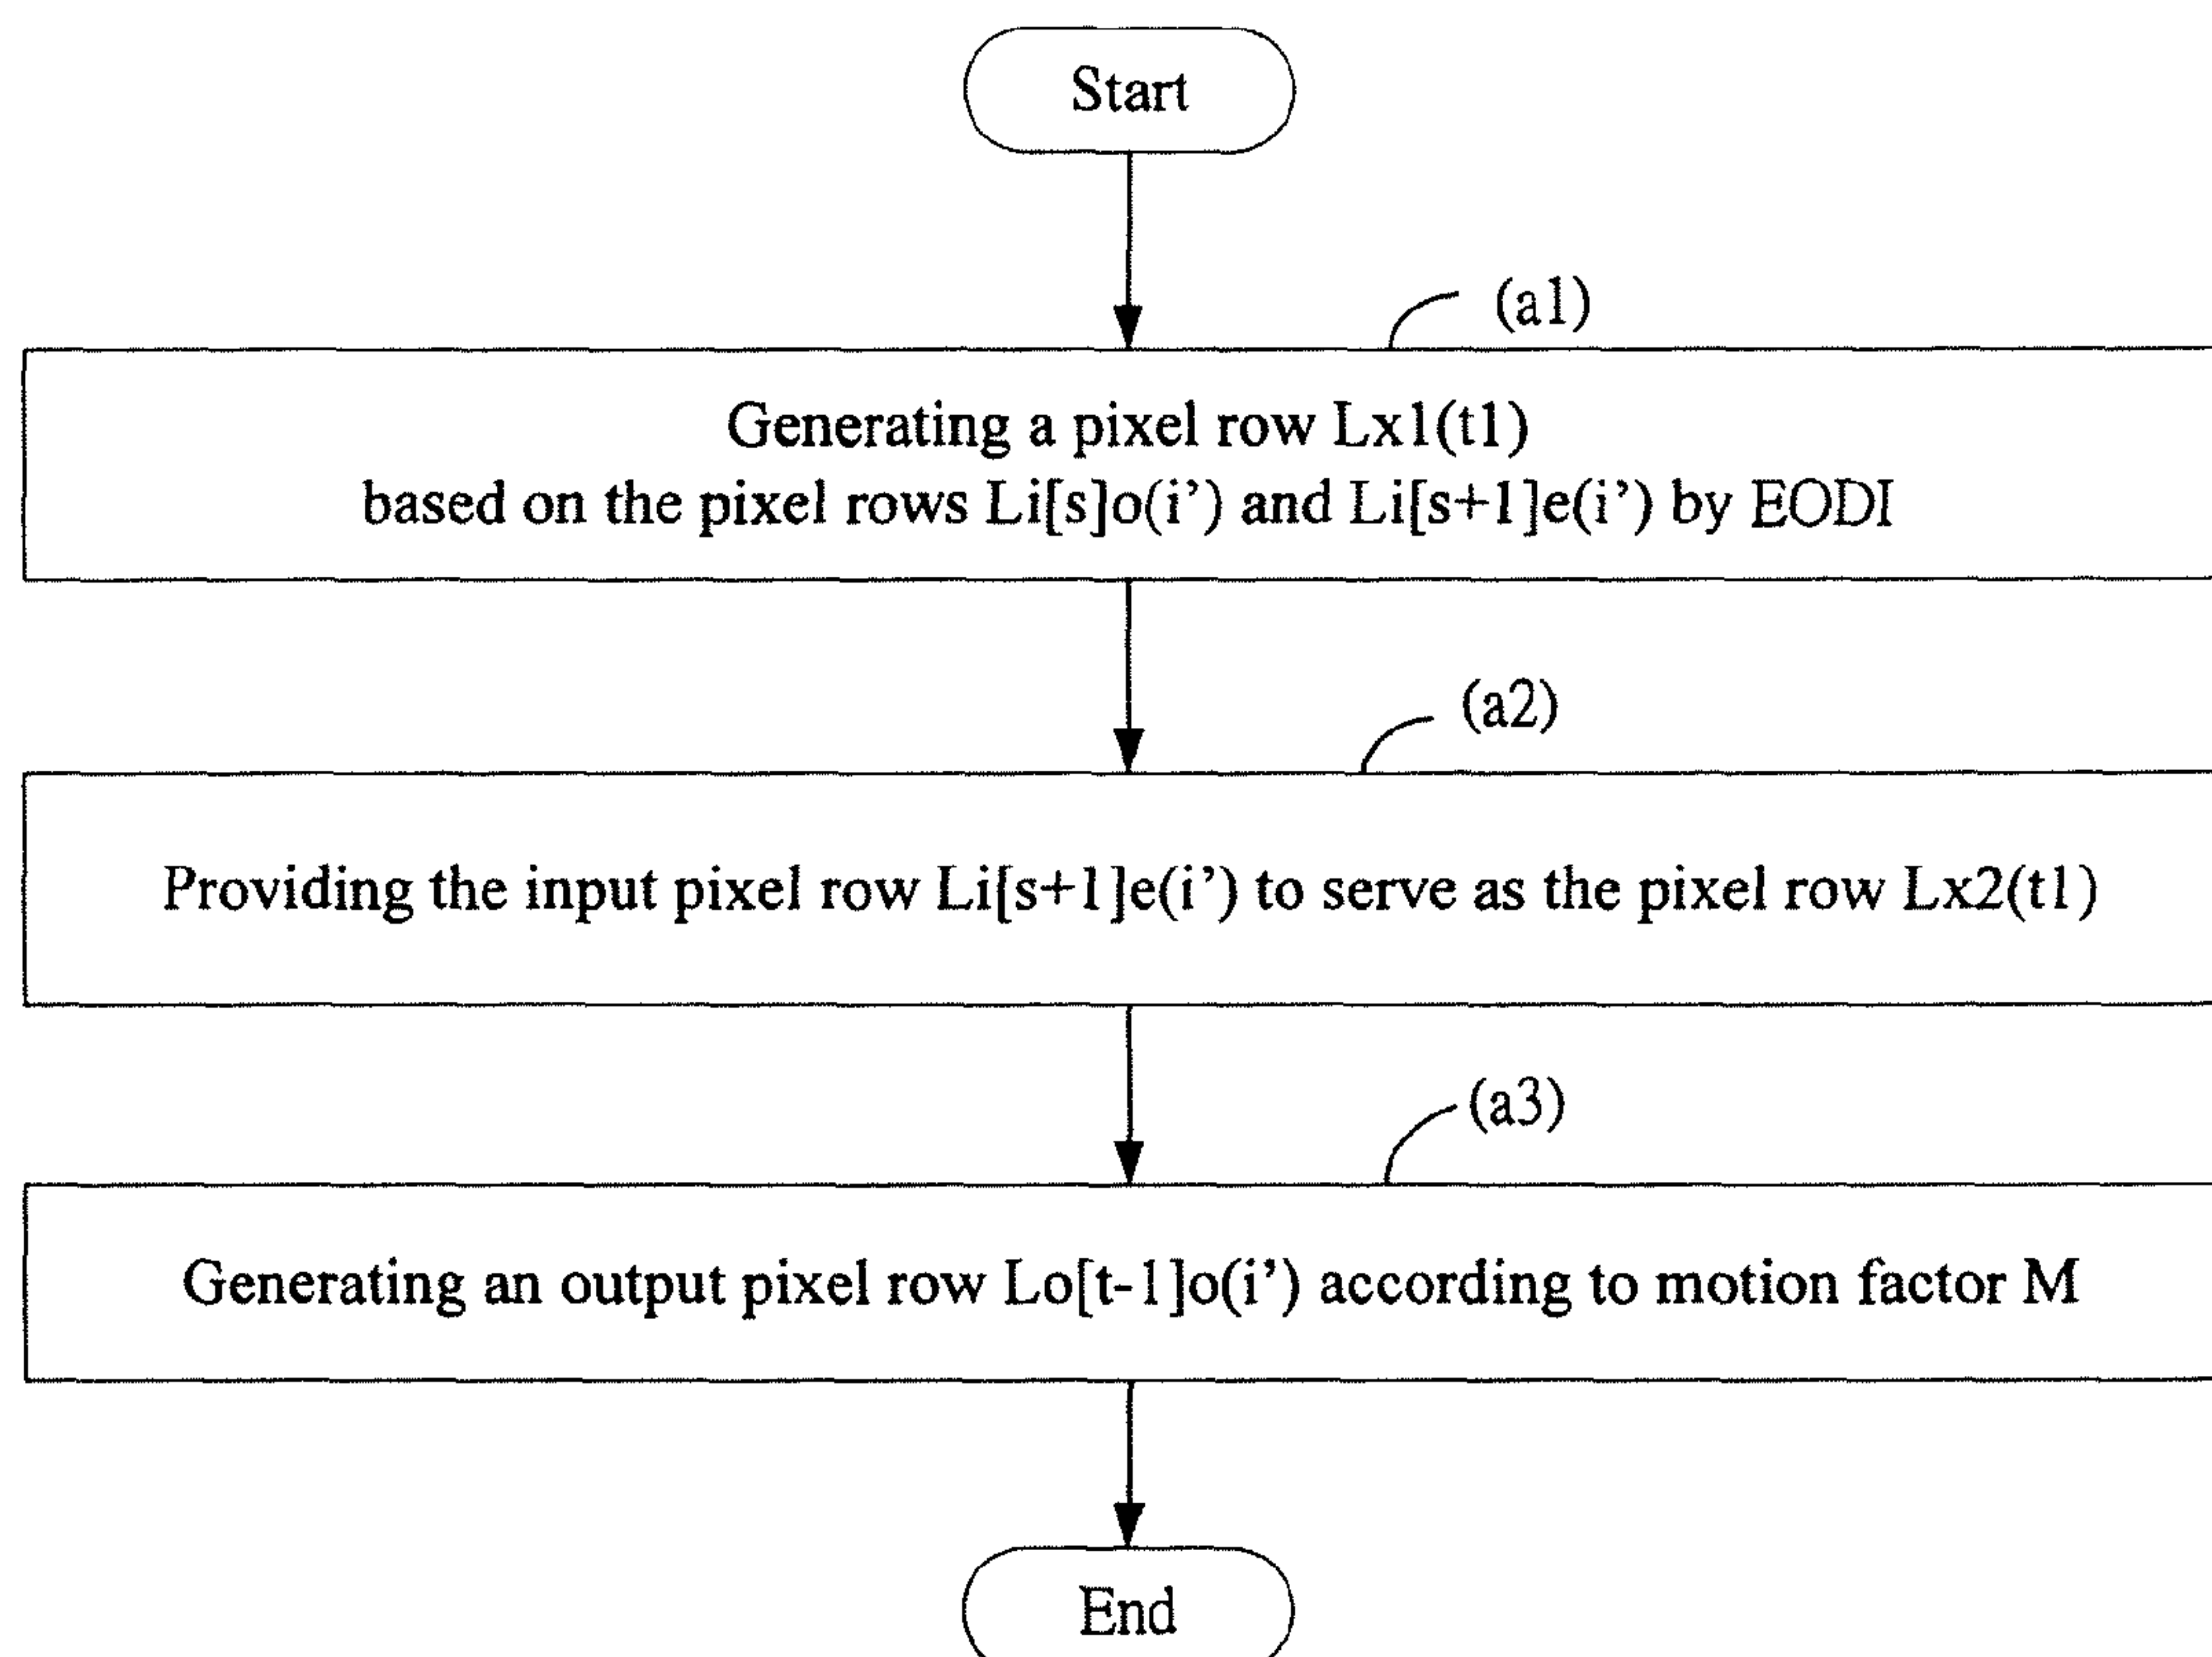 Start
(a1)
Generating a pixel row Lx1(t1)
based on the pixel rows Li[s]o(i’) and Li[s+1]e(i’) by EODI
(a2)
Providing the input pixel row Li[s+1]e(i’) to serve as the pixel row Lx2(t1)
(a3)
Generating an output pixel row Lo[t-1]o(i’) according to motion factor M
End